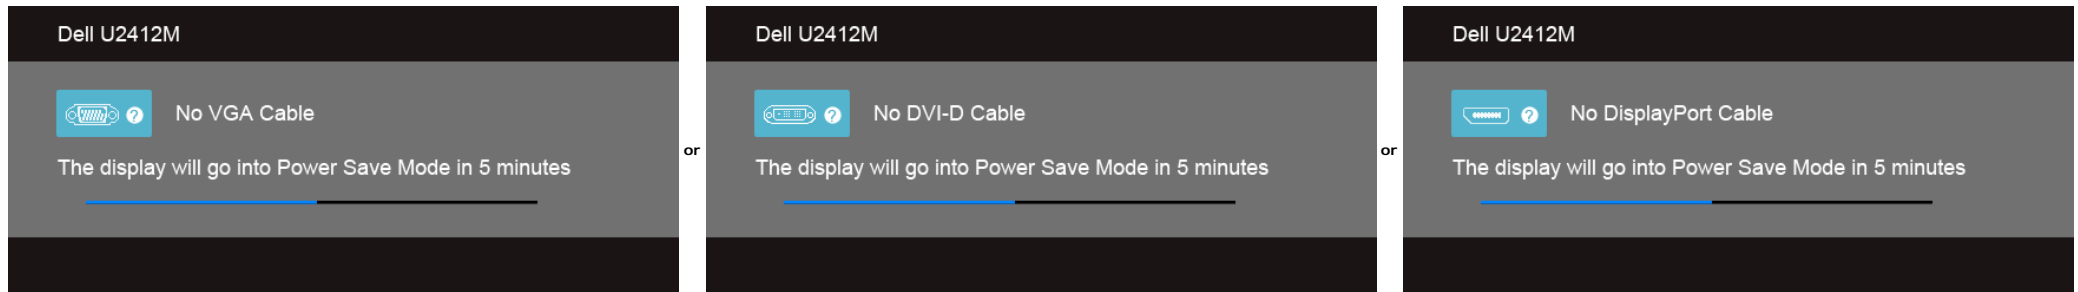 Dell U2412M
No VGA Cable
The display will go into Power Save Mode in 5 minutes
or
Dell U2412M
No DVI-D Cable
The display will go into Power Save Mode in 5 minutes
or
Dell U2412M
No DisplayPort Cable
The display will go into Power Save Mode in 5 minutes